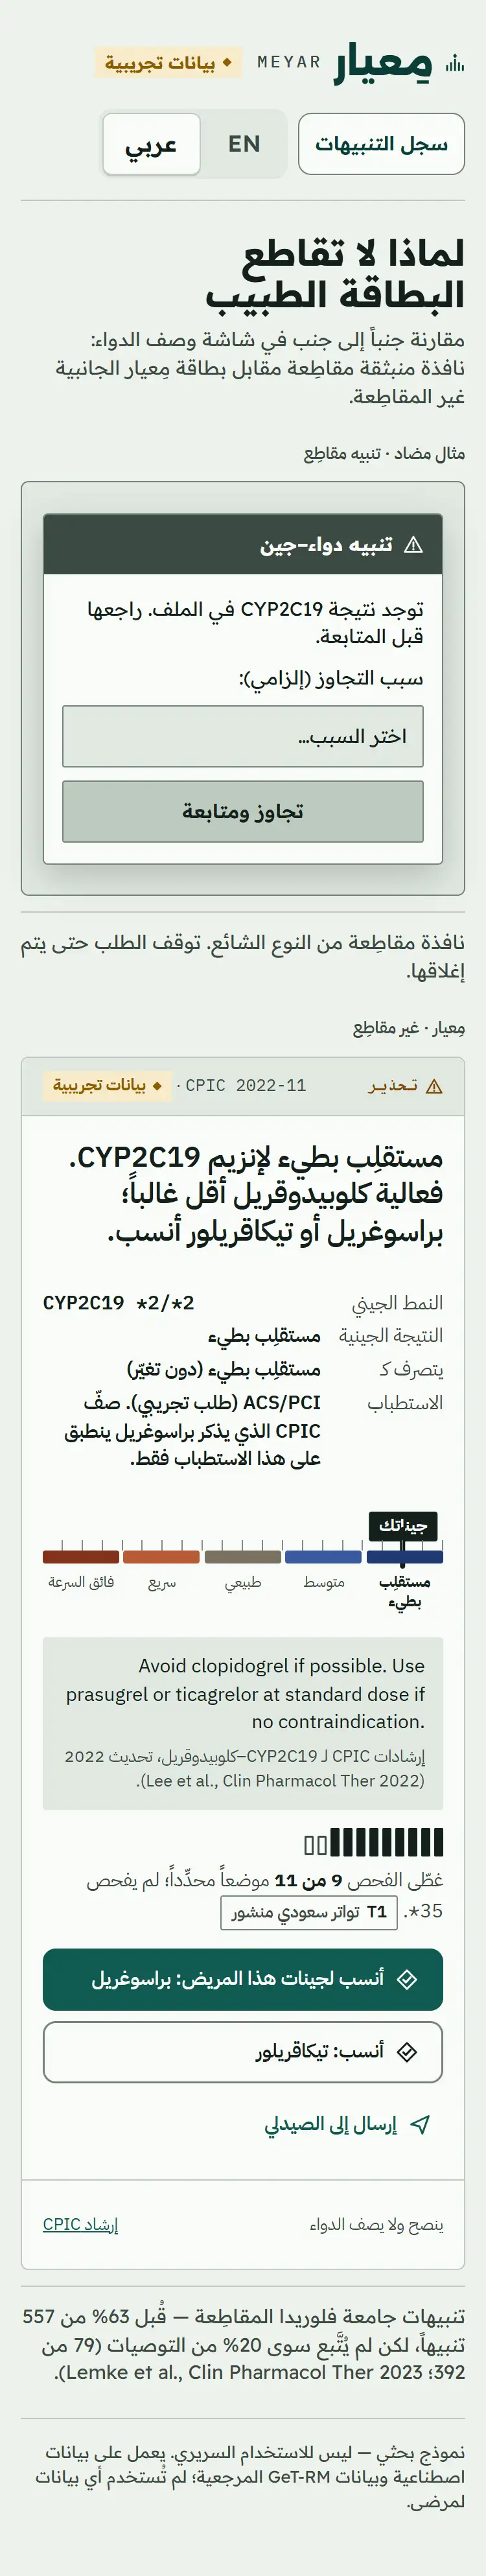 مِعيار MEYAR ◆ بيانات تجريبية
سجل التنبيهات EN عربي
لماذا لا تقاطع
البطاقة الطبيب
مقارنة جنباً إلى جنب في شاشة وصف الدواء:
نافذة منبثقة مقاطِعة مقابل بطاقة مِعيار الجانبية
غير المقاطِعة.
مثال مضاد · تنبيه مقاطِع
تنبيه دواء–جين
توجد نتيجة CYP2C19 في الملف. راجعها
قبل المتابعة.
سبب التجاوز (إلزامي):
اختر السبب...
تجاوز ومتابعة
نافذة مقاطِعة من النوع الشائع. توقف الطلب حتى يتم
إغلاقها.
مِعيار · غير مقاطِع
تحذير CPIC 2022-11 · ◆ بيانات تجريبية
مستقلِب بطيء لإنزيم CYP2C19.
فعالية كلوبيدوقريل أقل غالباً؛
براسوغريل أو تيكاقريلور أنسب.
النمط الجيني CYP2C19 *2/*2
النتيجة الجينية مستقلِب بطيء
يتصرف كـ مستقلِب بطيء (دون تغيّر)
الاستطباب ACS/PCI (طلب تجريبي). صفّ
CPIC الذي يذكر براسوغريل ينطبق
على هذا الاستطباب فقط.
جيناتك
مستقلِب بطيء متوسط طبيعي سريع فائق السرعة
Avoid clopidogrel if possible. Use
prasugrel or ticagrelor at standard dose if
no contraindication.
إرشادات CPIC لـ CYP2C19–كلوبيدوقريل، تحديث 2022
(Lee et al., Clin Pharmacol Ther 2022).
غطّى الفحص 9 من 11 موضعاً محدَّداً؛ لم يفحص
*35. T1 تواتر سعودي منشور
أنسب لجينات هذا المريض: براسوغريل
أنسب: تيكاقريلور
إرسال إلى الصيدلي
ينصح ولا يصف الدواء إرشاد CPIC
تنبيهات جامعة فلوريدا المقاطِعة — قُبل 63% من 557
تنبيهاً، لكن لم يُتَّبع سوى 20% من التوصيات (79 من
392؛ Lemke et al., Clin Pharmacol Ther 2023).
نموذج بحثي — ليس للاستخدام السريري. يعمل على بيانات
اصطناعية وبيانات GeT-RM المرجعية؛ لم تُستخدم أي بيانات
لمرضى.